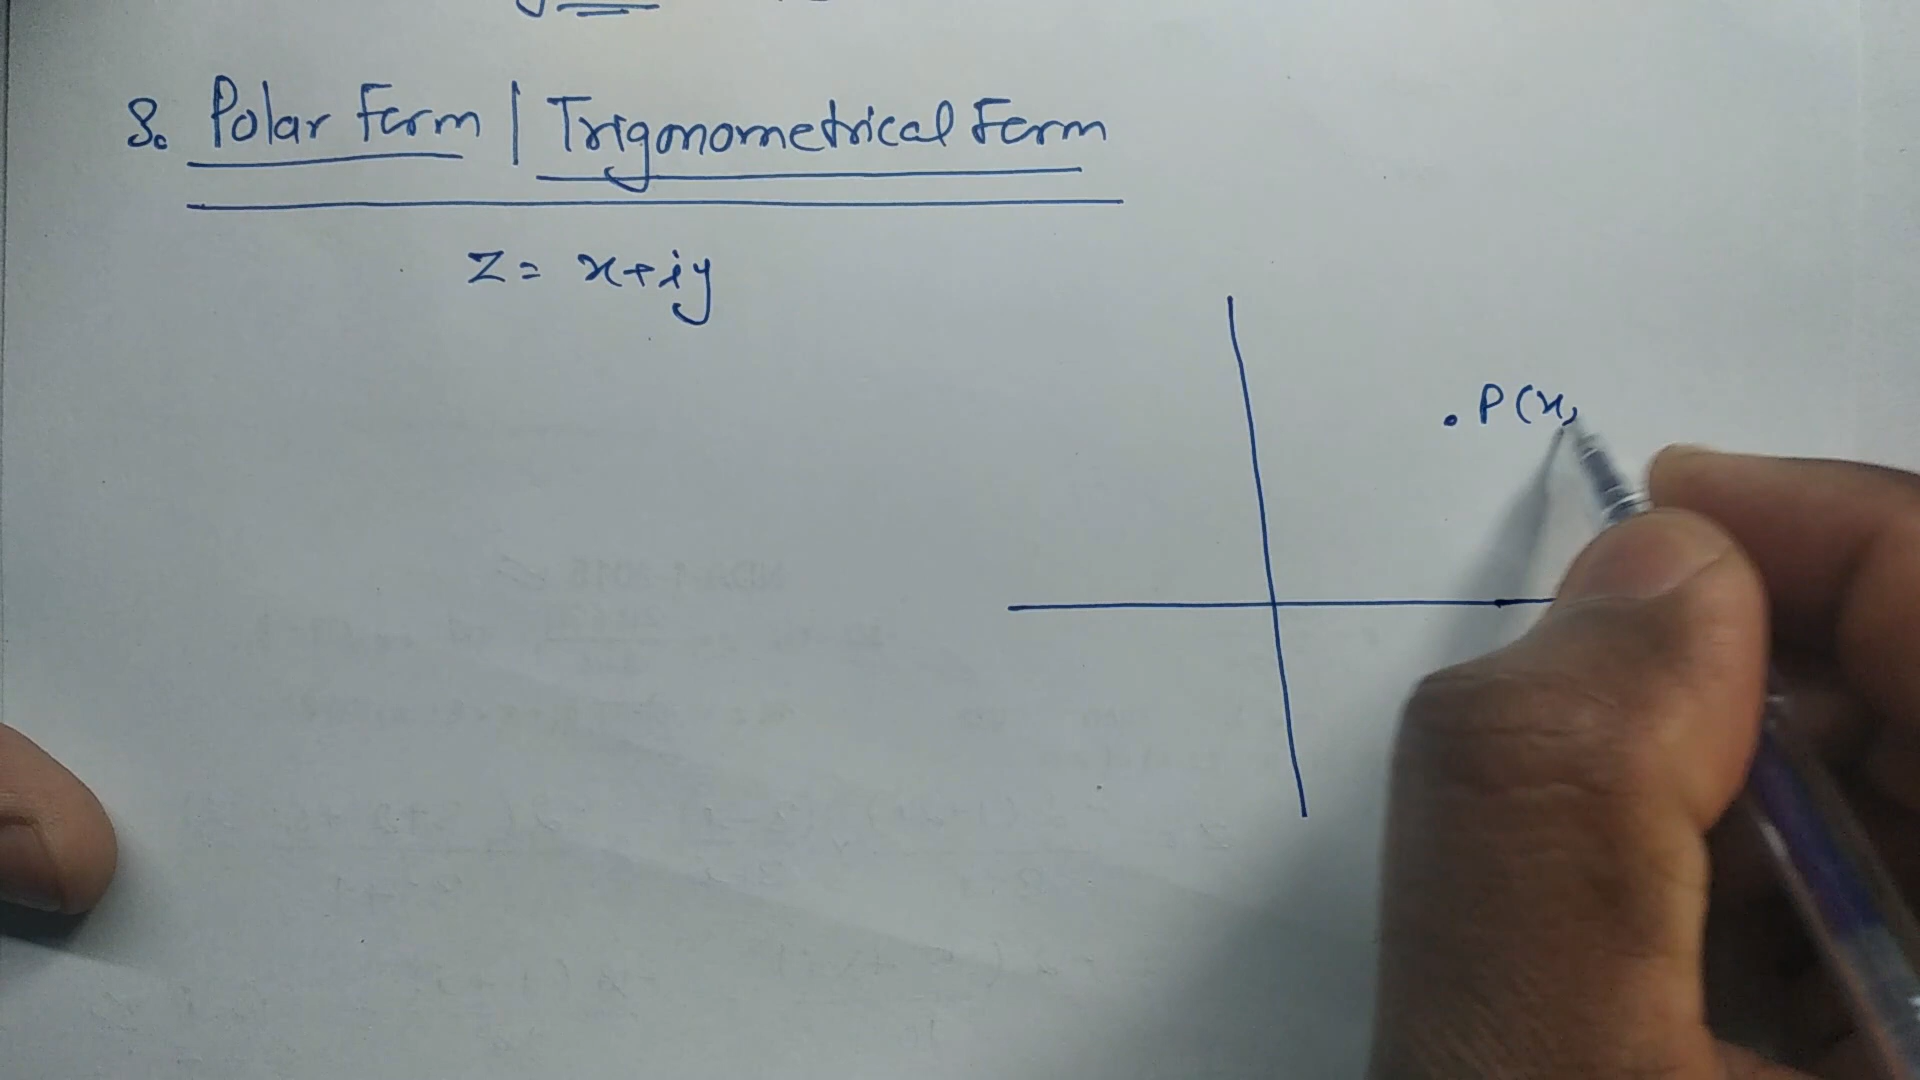 8. Polar Form | Trigonometrical Form
z = x+iy
. P(x,